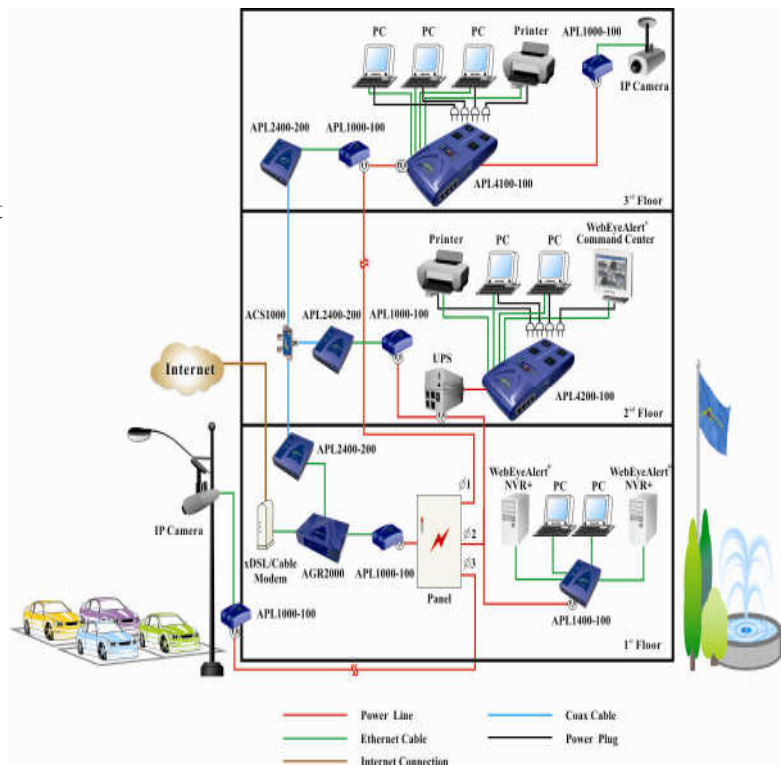 PC
PC
PC
Printer
APL1000-100
IP Camera
APL2400-200
APL1000-100
APL4100-100
3rd Floor
Printer
PC
PC
WebEyeAlert®
Command Center
ACS1000
APL2400-200
APL1000-100
UPS
APL4200-100
2nd Floor
Internet
APL2400-200
IP Camera
xDSL/Cable
Modem
AGR2000
APL1000-100
Panel
Ø1
Ø2
Ø3
WebEyeAlert®
NVR+
PC
PC
WebEyeAlert®
NVR+
APL1400-100
APL1000-100
1st Floor
Power Line
Coax Cable
Ethernet Cable
Power Plug
Internet Connection